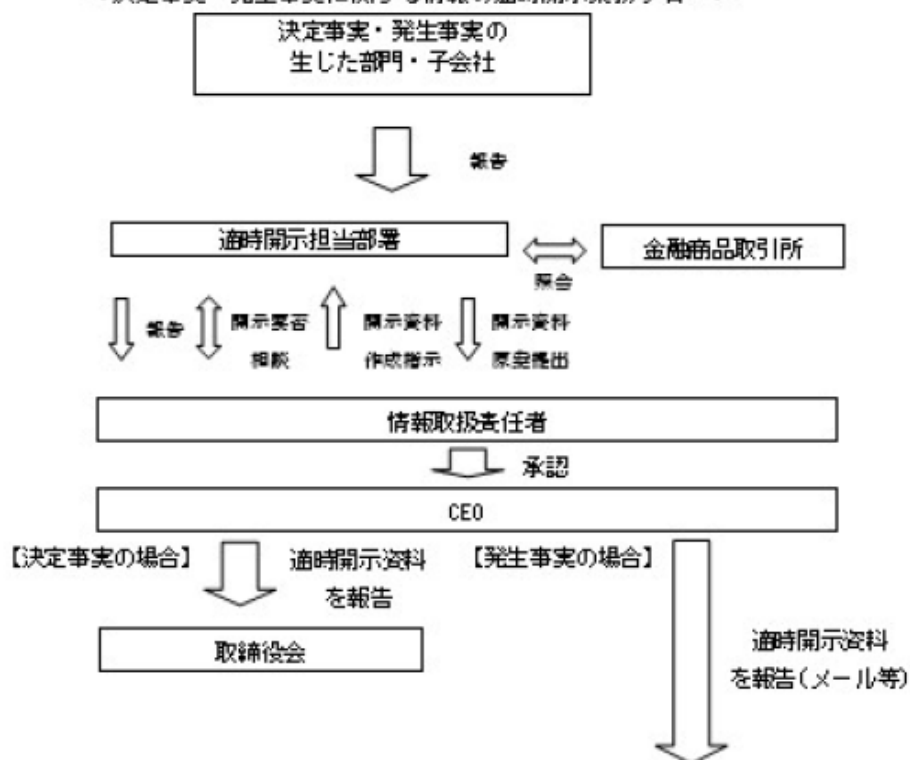 決定事実・発生事実の
生じた部門・子会社
報告
適時開示担当部署
金融商品取引所
照会
報告
開示要否
相談
開示資料
作成指示
開示資料
原案提出
情報取扱責任者
承認
CEO
【決定事実の場合】
適時開示資料
を報告
【発生事実の場合】
取締役会
適時開示資料
を報告(メール等)